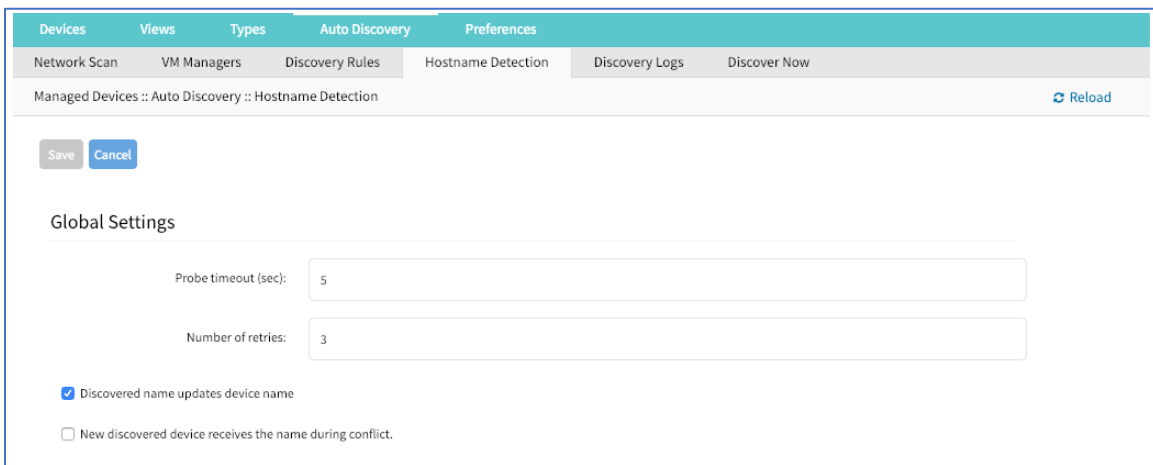 Devices Views Types Auto Discovery Preferences
Network Scan VM Managers Discovery Rules Hostname Detection Discovery Logs Discover Now
Managed Devices :: Auto Discovery :: Hostname Detection Reload
Save Cancel
Global Settings
Probe timeout (sec): 5
Number of retries: 3
Discovered name updates device name
New discovered device receives the name during conflict.